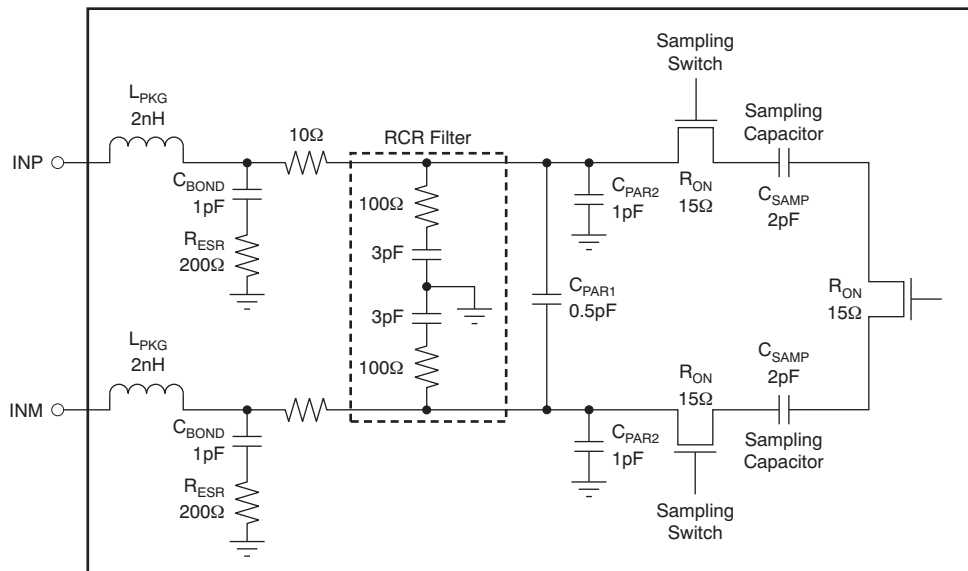 Sampling
Switch
L_PKG
2nH
Sampling
Capacitor
10Ω
RCR Filter
INP
C_BOND
1pF
100Ω
C_PAR2
1pF
R_ON
15Ω
C_SAMP
2pF
R_ESR
200Ω
3pF
C_PAR1
0.5pF
R_ON
15Ω
3pF
L_PKG
2nH
100Ω
R_ON
15Ω
C_SAMP
2pF
INM
C_BOND
1pF
C_PAR2
1pF
Sampling
Capacitor
R_ESR
200Ω
Sampling
Switch